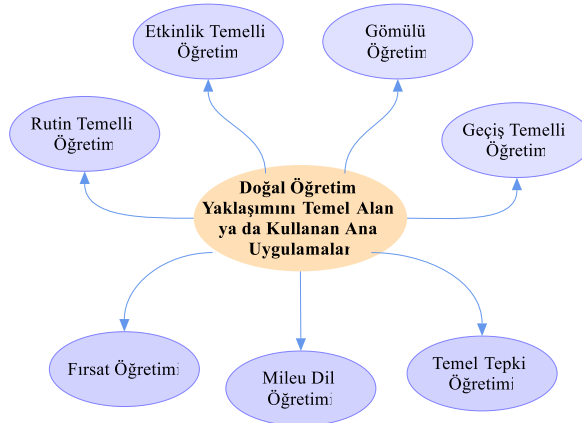 Etkinlik Temelli
Öğretim
Gömülü
Öğretim
Rutin Temelli
Öğretim
Geçiş Temelli
Öğretim
Doğal Öğretim
Yaklaşımını Temel Alan
ya da Kullanan Ana
Uygulamalar
Fırsat Öğretimi
Mileu Dil
Öğretimi
Temel Tepki
Öğretimi